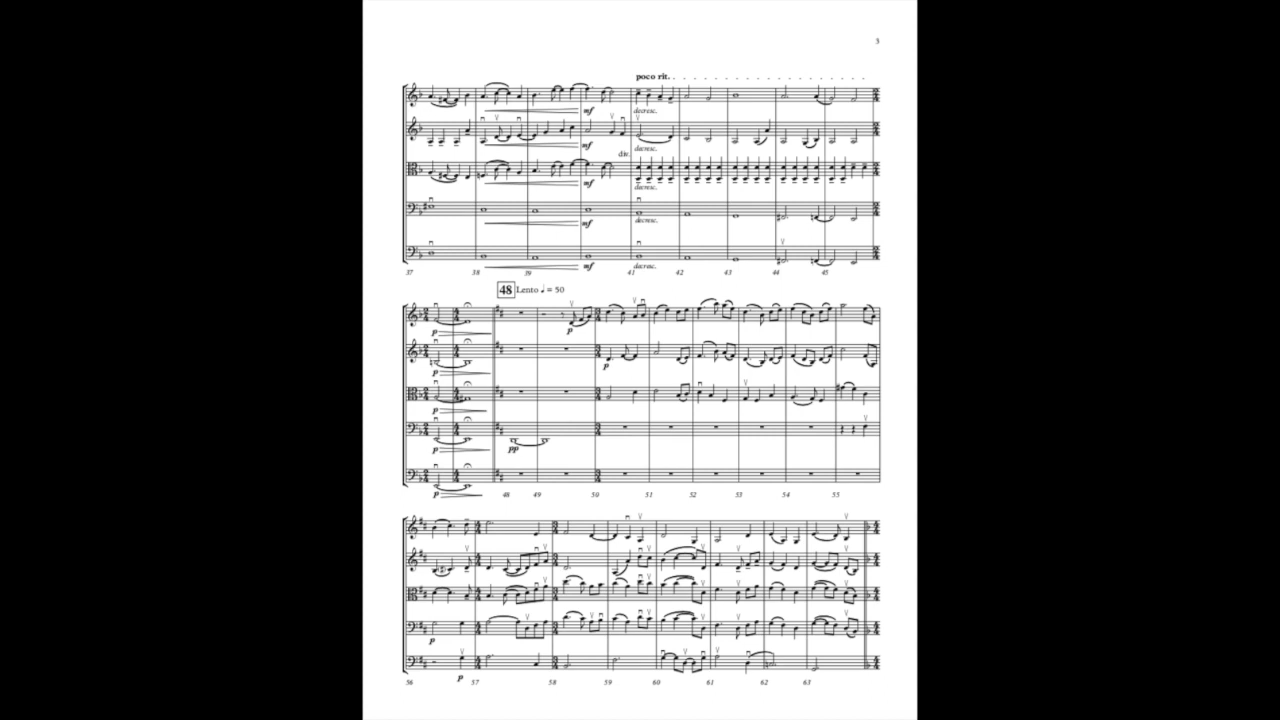 3
poco rit. . . . . . . . . . . . . . . .
mf decresc.
mf decresc.
div.
mf decresc.
mf decresc.
mf decresc.
37 38 39 41 42 43 44 45
48 Lento ♩ = 50
p p
p p
p
p pp
p
48 49 50 51 52 53 54 55
p
p
56 57 58 59 60 61 62 63